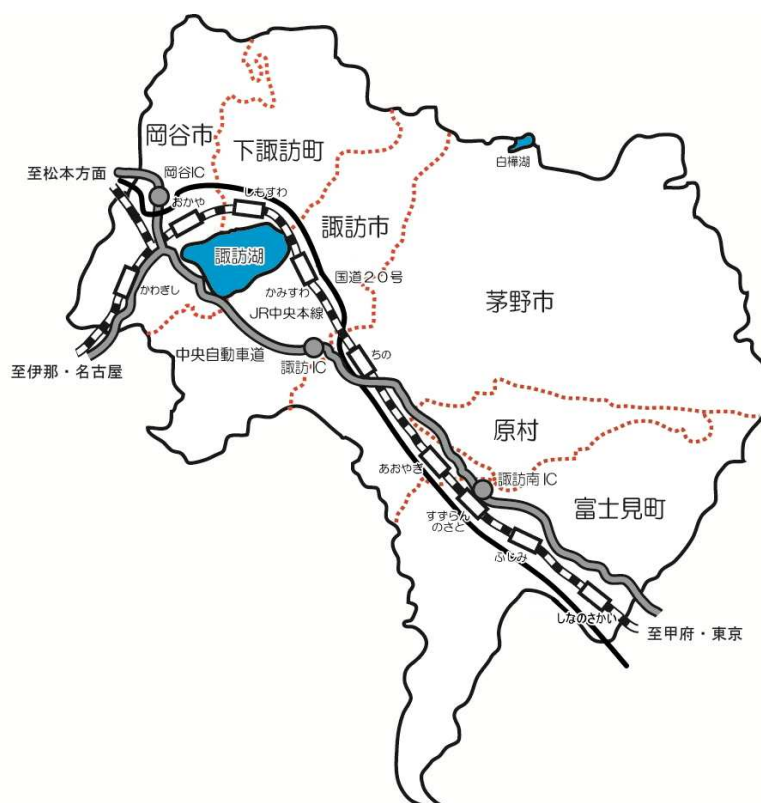 岡谷市
下諏訪町
白樺湖
至松本方面
岡谷IC
おかや
しもすわ
諏訪市
諏訪湖
国道20号
かわぎし
かみすわ
茅野市
JR中央本線
中央自動車道
ちの
諏訪IC
至伊那・名古屋
原村
あおやぎ
諏訪南IC
すずらん
のさと
富士見町
ふじみ
しなのさかい
至甲府・東京